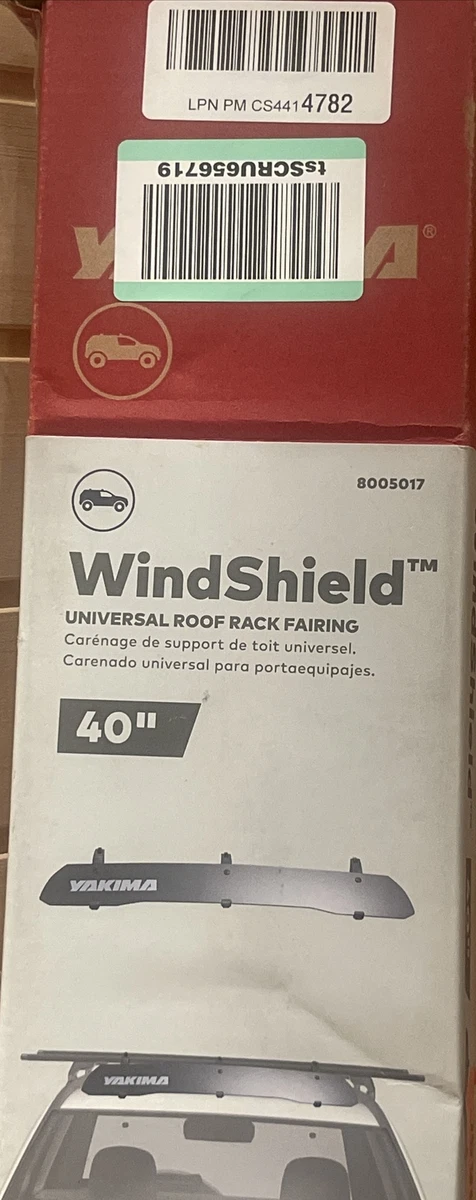 LPN PM CS4414782
tsSCRU656719
YAKIMA®
8005017
WindShield™
UNIVERSAL ROOF RACK FAIRING
Carénage de support de toit universel.
Carenado universal para portaequipajes.
40"
YAKIMA
YAKIMA